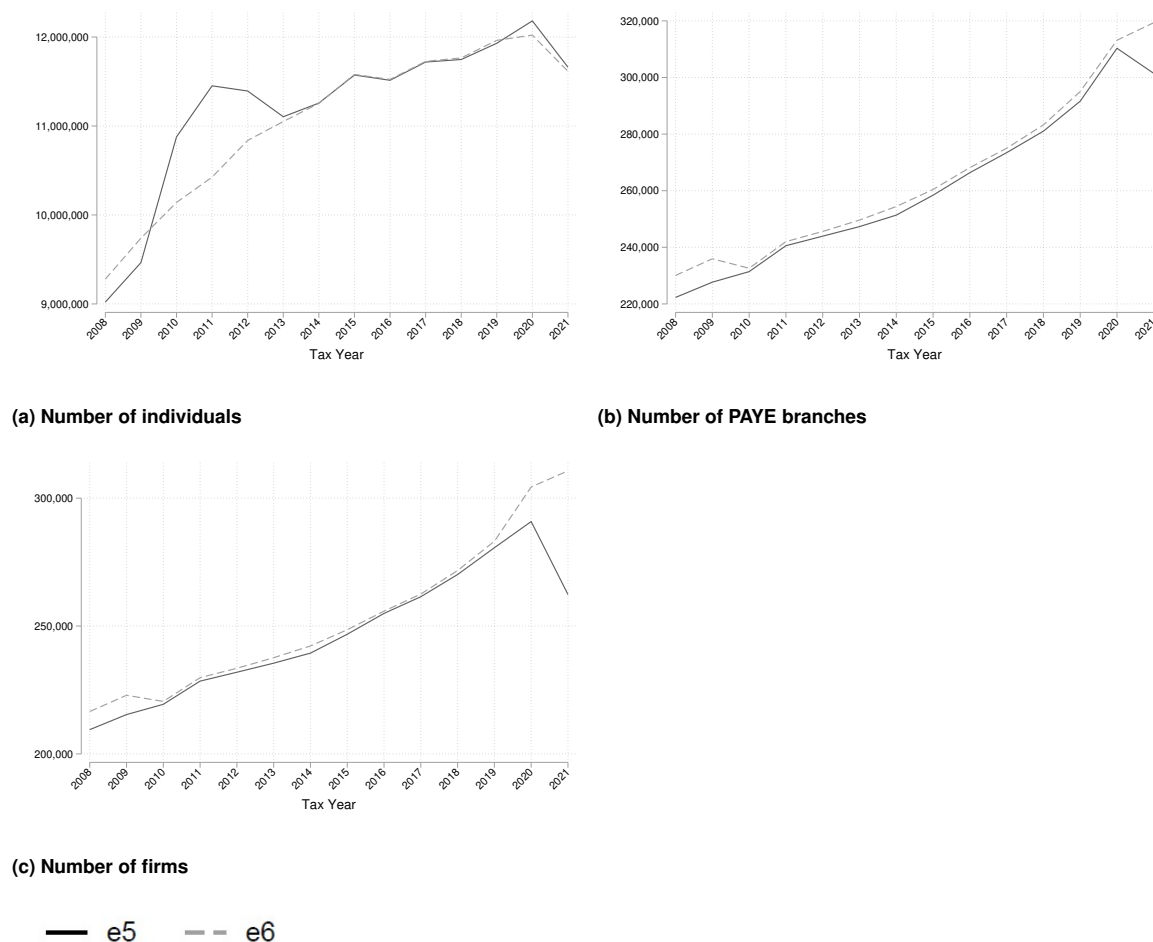 12,000,000
11,000,000
10,000,000
9,000,000
2008 2009 2010 2011 2012 2013 2014 2015 2016 2017 2018 2019 2020 2021
Tax Year
320,000
300,000
280,000
260,000
240,000
220,000
2008 2009 2010 2011 2012 2013 2014 2015 2016 2017 2018 2019 2020 2021
Tax Year
(a) Number of individuals
(b) Number of PAYE branches
300,000
250,000
200,000
2008 2009 2010 2011 2012 2013 2014 2015 2016 2017 2018 2019 2020 2021
Tax Year
(c) Number of firms
e5 e6